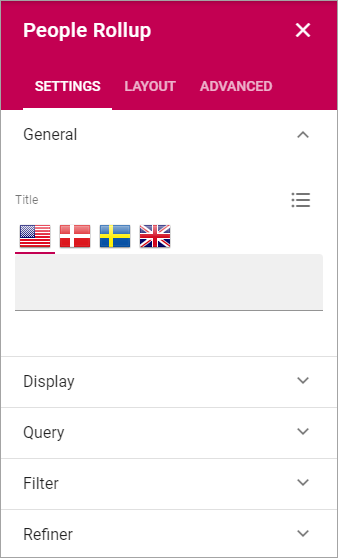 People Rollup
SETTINGS LAYOUT ADVANCED
General
Title
Display
Query
Filter
Refiner